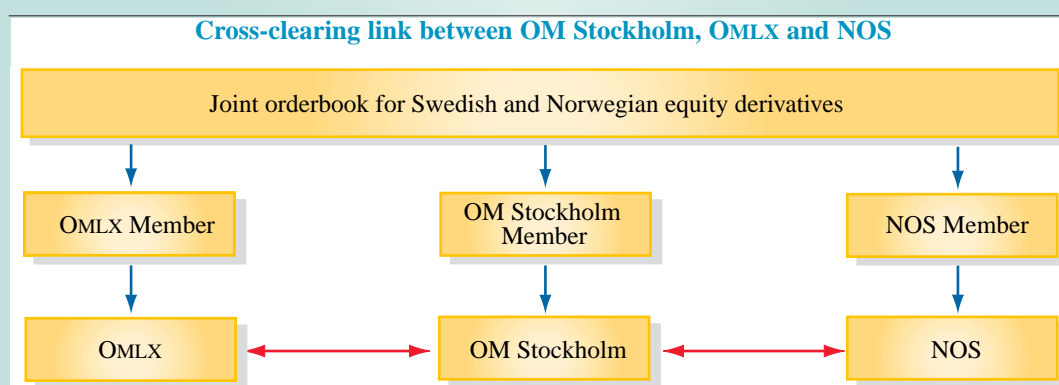 Cross-clearing link between OM Stockholm, OMLX and NOS
Joint orderbook for Swedish and Norwegian equity derivatives
OMLX Member
OM Stockholm
Member
NOS Member
OMLX
OM Stockholm
NOS